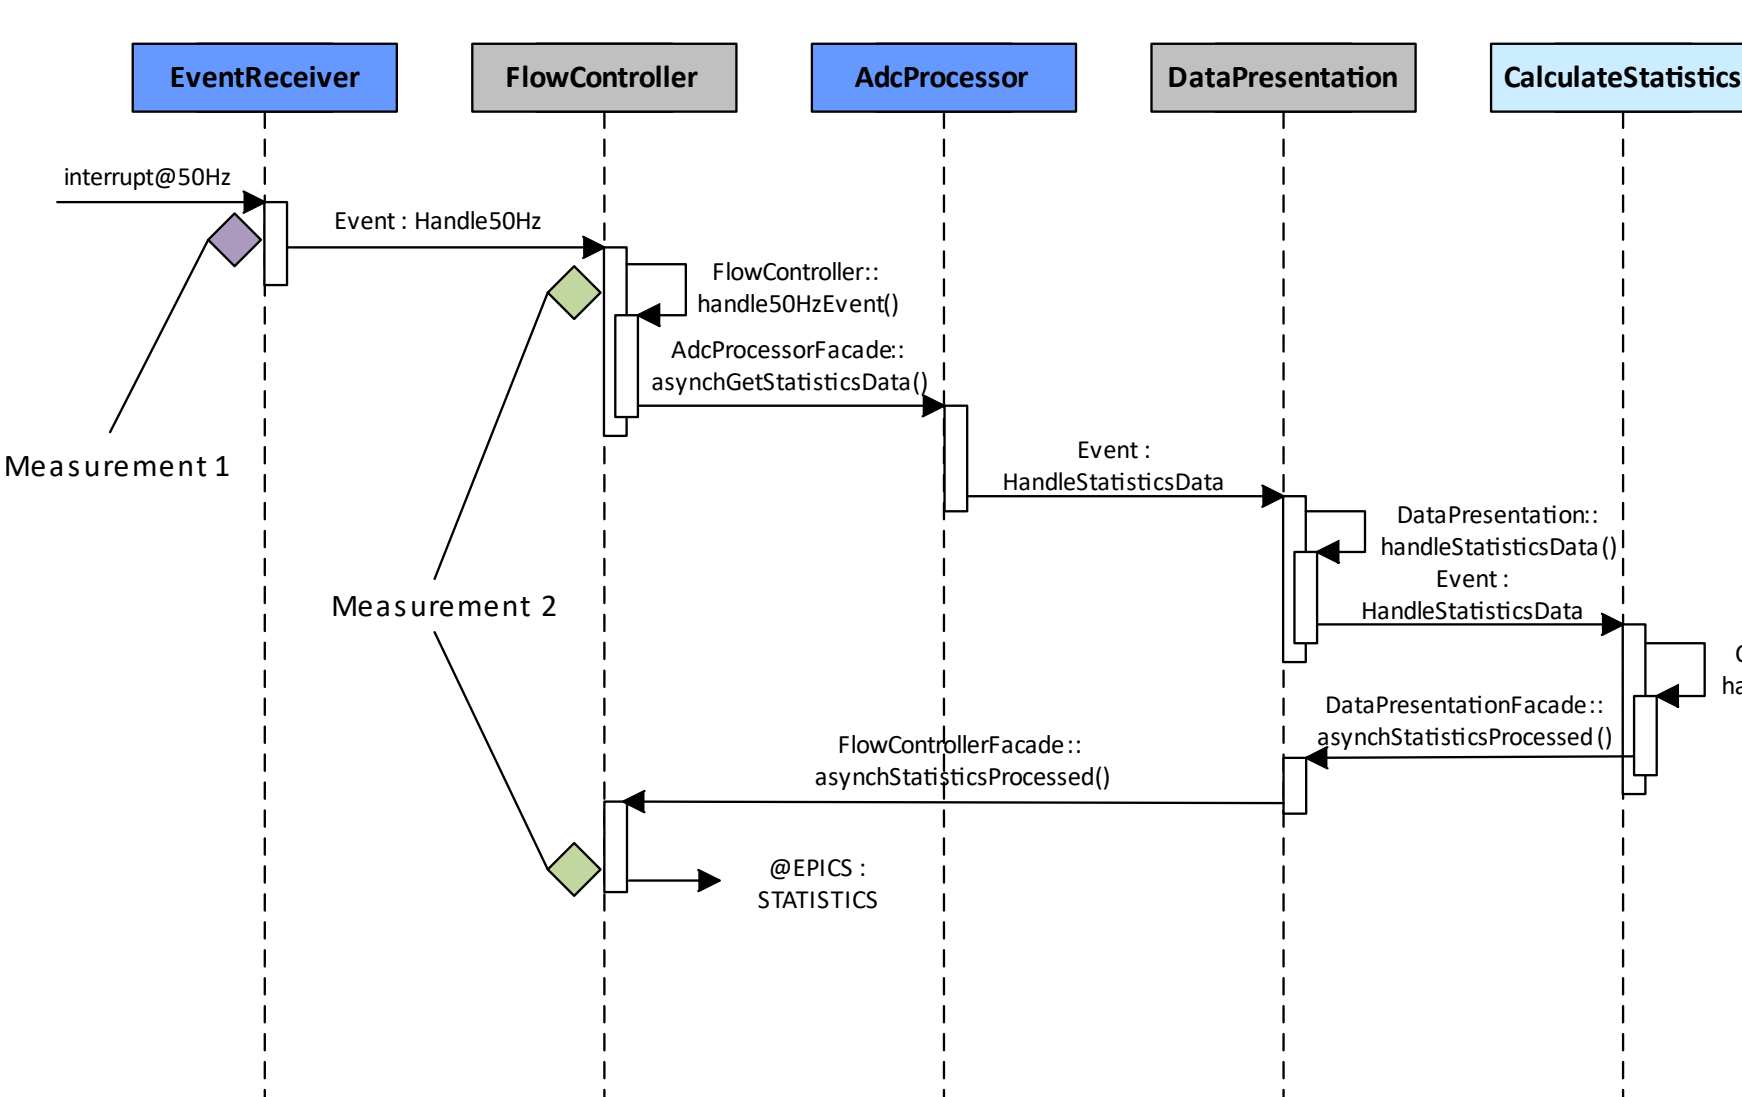 EventReceiver
FlowController
AdcProcessor
DataPresentation
CalculateStatistics
interrupt@50Hz
Event : Handle50Hz
FlowController::
handle50HzEvent()
AdcProcessorFacade::
asynchGetStatisticsData()
Measurement 1
Event :
HandleStatisticsData
DataPresentation::
handleStatisticsData()
Event :
HandleStatisticsData
Measurement 2
DataPresentationFacade::
asynchStatisticsProcessed()
FlowControllerFacade::
asynchStatisticsProcessed()
@EPICS :
STATISTICS